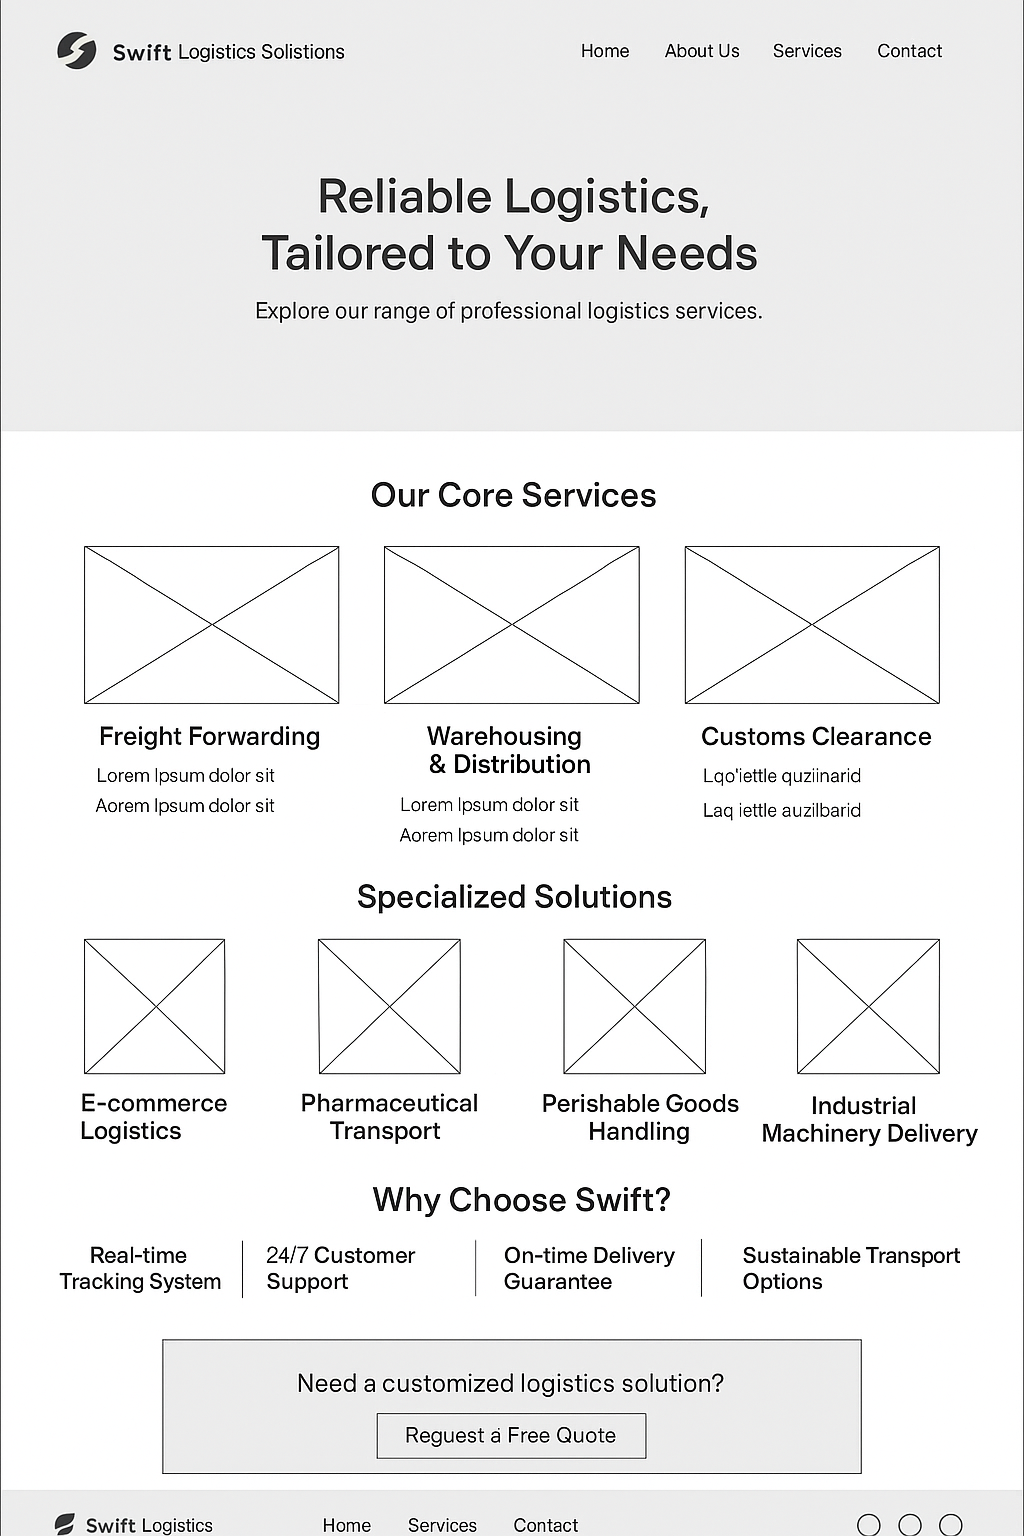 Swift Logistics Solistions
Home About Us Services Contact
Reliable Logistics,
Tailored to Your Needs
Explore our range of professional logistics services.
Our Core Services
Freight Forwarding
Lorem Ipsum dolor sit
Aorem Ipsum dolor sit
Warehousing
& Distribution
Lorem Ipsum dolor sit
Aorem Ipsum dolor sit
Customs Clearance
Lqo'iettle quziinarid
Laq iettle auzilbarid
Specialized Solutions
E-commerce
Logistics
Pharmaceutical
Transport
Perishable Goods
Handling
Industrial
Machinery Delivery
Why Choose Swift?
Real-time
Tracking System
24/7 Customer
Support
On-time Delivery
Guarantee
Sustainable Transport
Options
Need a customized logistics solution?
Reguest a Free Quote
Swift Logistics
Home Services Contact